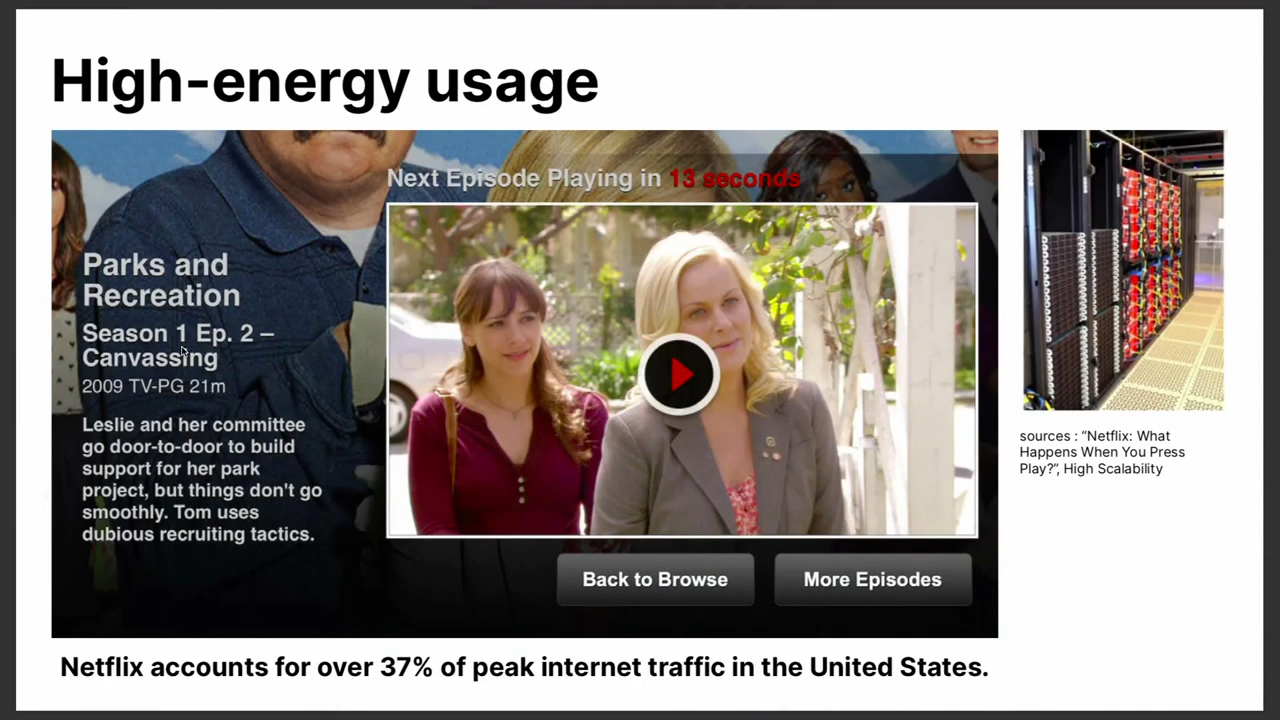 High-energy usage
Next Episode Playing in 13 seconds
Parks and
Recreation
Season 1 Ep. 2 –
Canvassing
2009 TV-PG 21m
Leslie and her committee
go door-to-door to build
support for her park
project, but things don't go
smoothly. Tom uses
dubious recruiting tactics.
Back to Browse
More Episodes
sources : “Netflix: What
Happens When You Press
Play?”, High Scalability
Netflix accounts for over 37% of peak internet traffic in the United States.